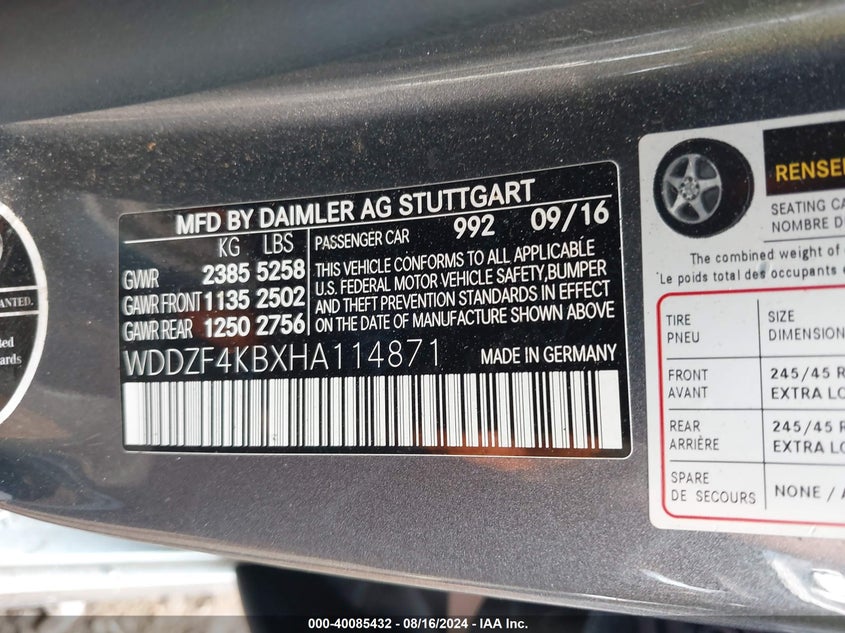 MFD BY DAIMLER AG STUTTGART
KG LBS PASSENGER CAR 992 09/16
GVWR 2385 5258
GAWR FRONT 1135 2502
GAWR REAR 1250 2756
THIS VEHICLE CONFORMS TO ALL APPLICABLE
U.S. FEDERAL MOTOR VEHICLE SAFETY, BUMPER
AND THEFT PREVENTION STANDARDS IN EFFECT
ON THE DATE OF MANUFACTURE SHOWN ABOVE
WDDZF4KBXHA114871 MADE IN GERMANY
RENSE
SEATING CA
NOMBRE D
The combined weight of
Le poids total des occupants
TIRE
PNEU
SIZE
DIMENSION
FRONT
AVANT
245/45 R
EXTRA LO
REAR
ARRIÈRE
245/45 R
EXTRA LO
SPARE
DE SECOURS
NONE / A
000-40085432 - 08/16/2024 - IAA Inc.